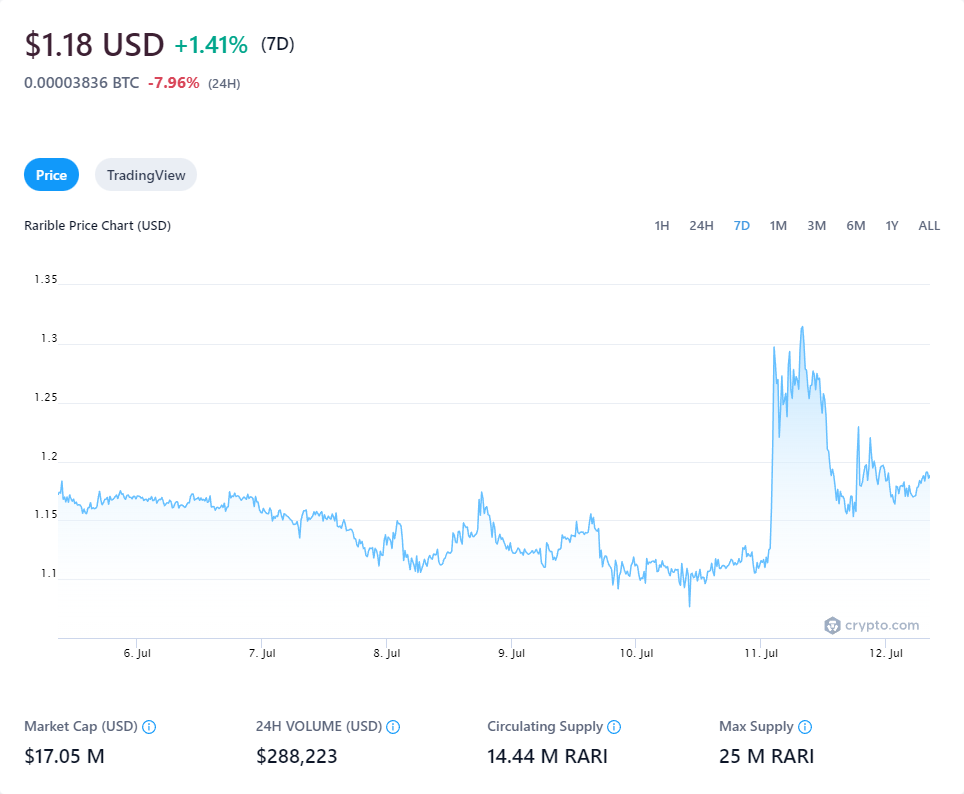 $1.18 USD +1.41% (7D)
0.00003836 BTC -7.96% (24H)
Price TradingView
Rarible Price Chart (USD) 1H 24H 7D 1M 3M 6M 1Y ALL
1.35
1.3
1.25
1.2
1.15
1.1
crypto.com
6. Jul 7. Jul 8. Jul 9. Jul 10. Jul 11. Jul 12. Jul
Market Cap (USD) 24H VOLUME (USD) Circulating Supply Max Supply
$17.05 M $288,223 14.44 M RARI 25 M RARI